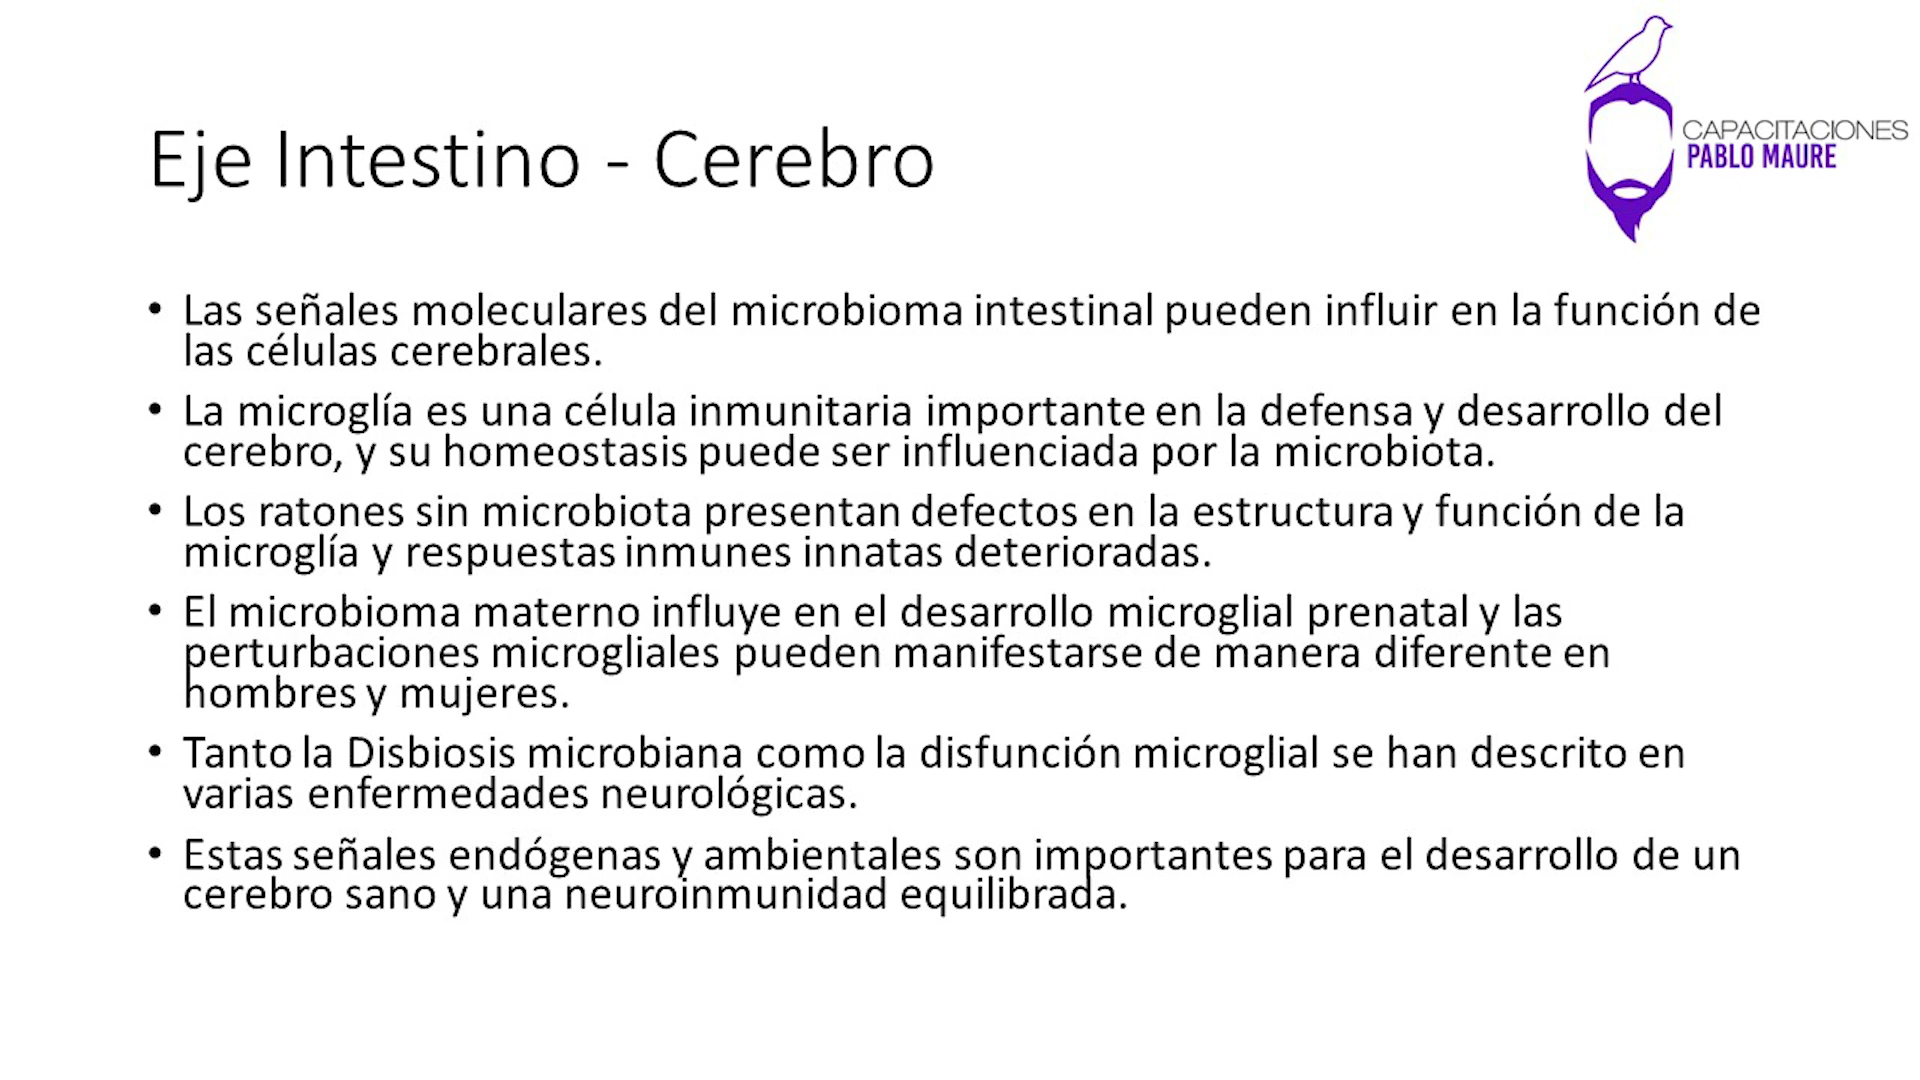 CAPACITACIONES
PABLO MAURE
Eje Intestino - Cerebro
• Las señales moleculares del microbioma intestinal pueden influir en la función de
las células cerebrales.
• La microglía es una célula inmunitaria importante en la defensa y desarrollo del
cerebro, y su homeostasis puede ser influenciada por la microbiota.
• Los ratones sin microbiota presentan defectos en la estructura y función de la
microglía y respuestas inmunes innatas deterioradas.
• El microbioma materno influye en el desarrollo microglial prenatal y las
perturbaciones microgliales pueden manifestarse de manera diferente en
hombres y mujeres.
• Tanto la Disbiosis microbiana como la disfunción microglial se han descrito en
varias enfermedades neurológicas.
• Estas señales endógenas y ambientales son importantes para el desarrollo de un
cerebro sano y una neuroinmunidad equilibrada.